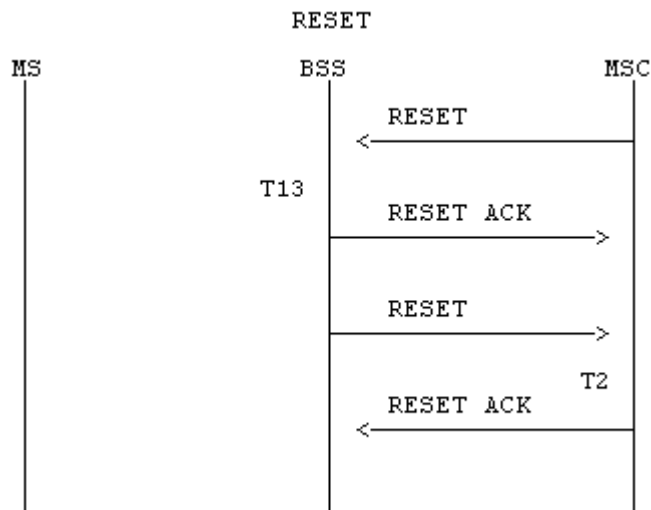 RESET
MS BSS MSC
RESET
T13
RESET ACK
RESET
T2
RESET ACK